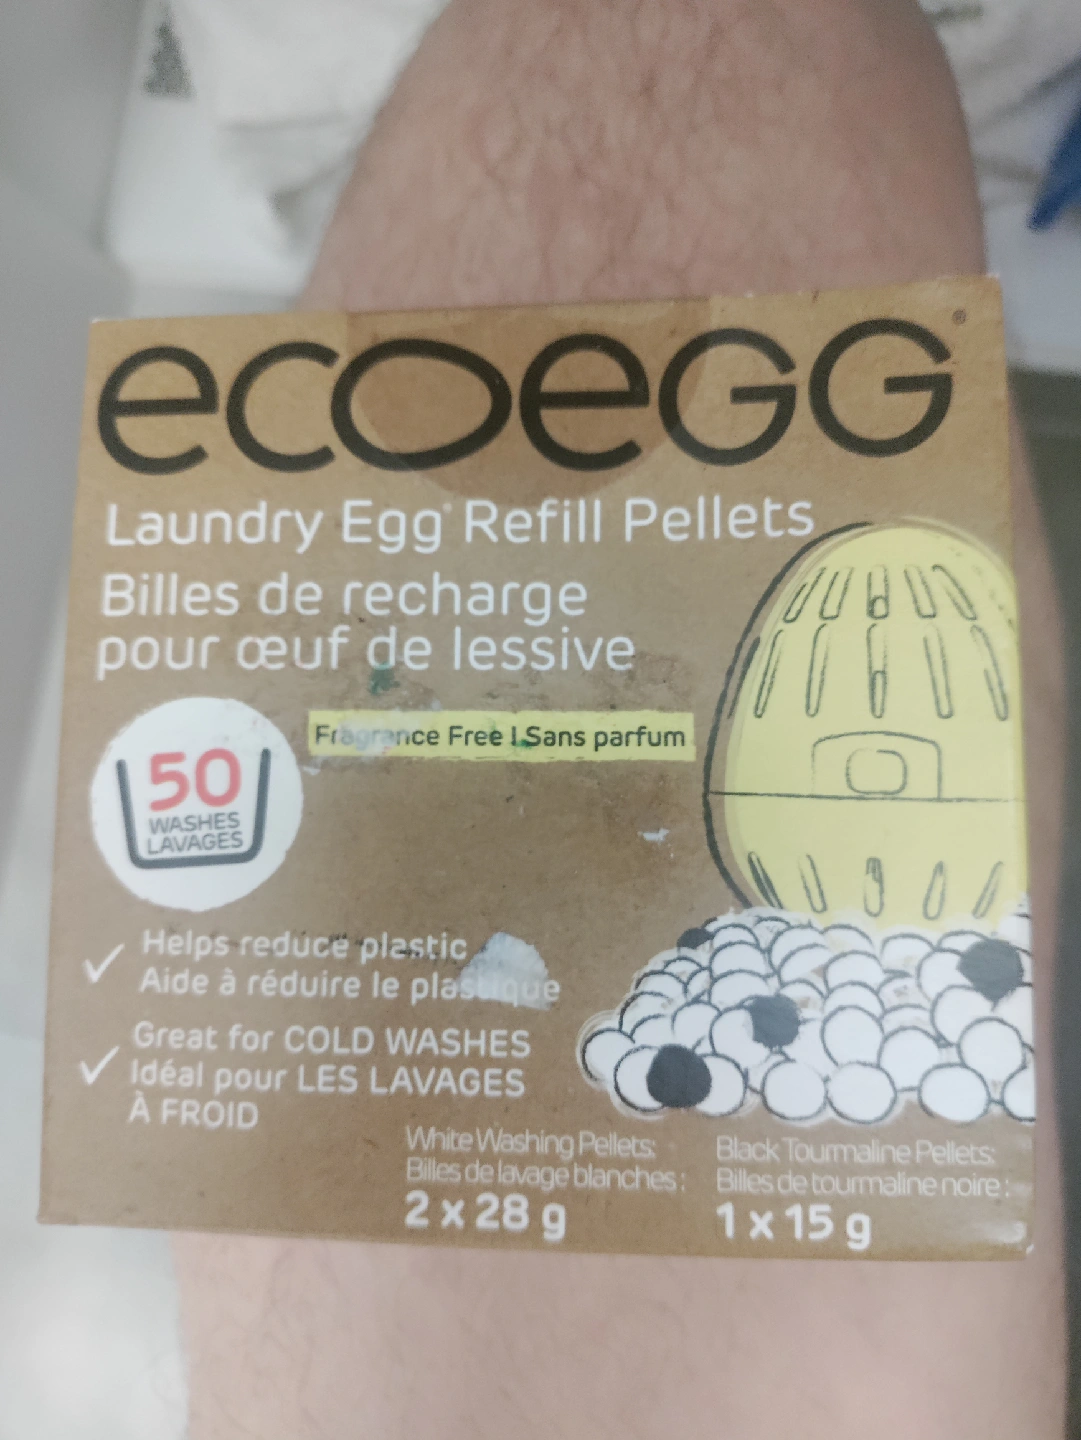 ecoeGG®
Laundry Egg® Refill Pellets
Billes de recharge
pour œuf de lessive
Fragrance Free | Sans parfum
50
WASHES
LAVAGES
Helps reduce plastic
Aide à réduire le plastique
Great for COLD WASHES
Idéal pour LES LAVAGES
À FROID
White Washing Pellets:
Billes de lavage blanches:
2 x 28 g
Black Tourmaline Pellets:
Billes de tourmaline noire:
1 x 15 g